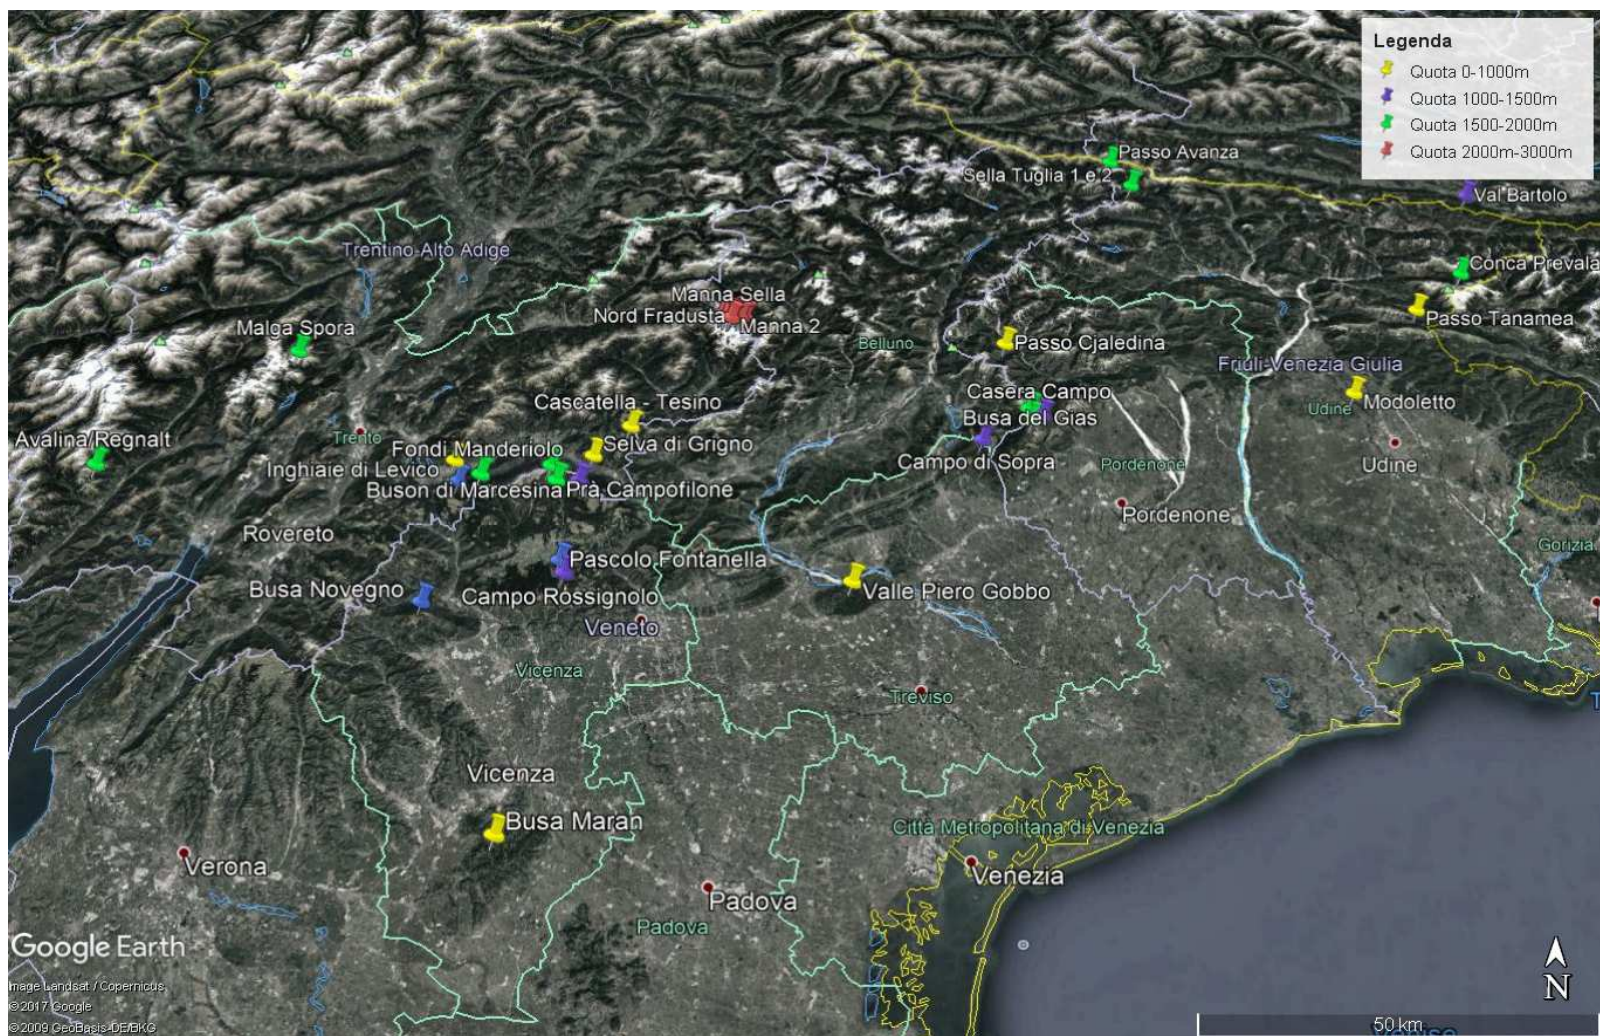 Legenda
Quota 0-1000m
Quota 1000-1500m
Quota 1500-2000m
Quota 2000m-3000m
Passo Avanza
Sella Tuglia 1 e 2
Val Bartolo
Trentino-Alto Adige
Conca Prevala
Manna Sella
Nord Fradusta
Manna 2
Passo Tanamea
Malga Spora
Belluno
Passo Cjaledina
Friuli-Venezia Giulia
Casera Campo
Cascatella - Tesino
Modoletto
Udine
Busa del Gias
Avalina/Regnalt
Trento
Fondi Manderiolo
Selva di Grigno
Inghiaie di Levico
Campo di Sopra
Pordenone
Udine
Buson di Marcesina
Prà Campofilone
Pordenone
Rovereto
Gorizia
Pascolo Fontanella
Busa Novegno
Campo Rossignolo
Valle Piero Gobbo
Veneto
Vicenza
Treviso
Vicenza
Busa Maran
Città Metropolitana di Venezia
Verona
Venezia
Padova
Padova
Google Earth
Image Landsat / Copernicus
© 2017 Google
© 2009 GeoBasis-DE/BKG
N
50 km